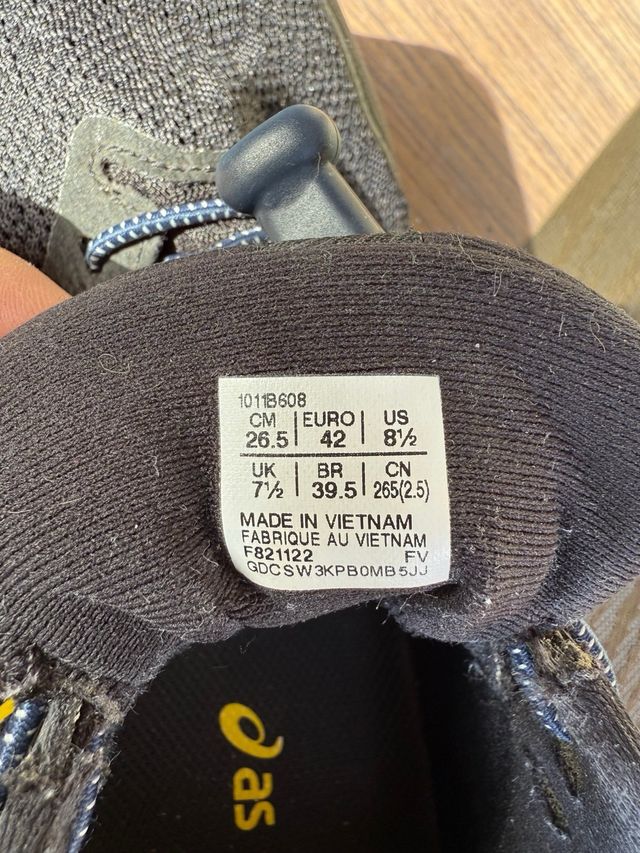 1011B608
CM | EURO | US
26.5 | 42 | 8½
UK | BR | CN
7½ | 39.5 | 265(2.5)
MADE IN VIETNAM
FABRIQUE AU VIETNAM
F821122 FV
GDCSW3KPB0MB5JJ
as